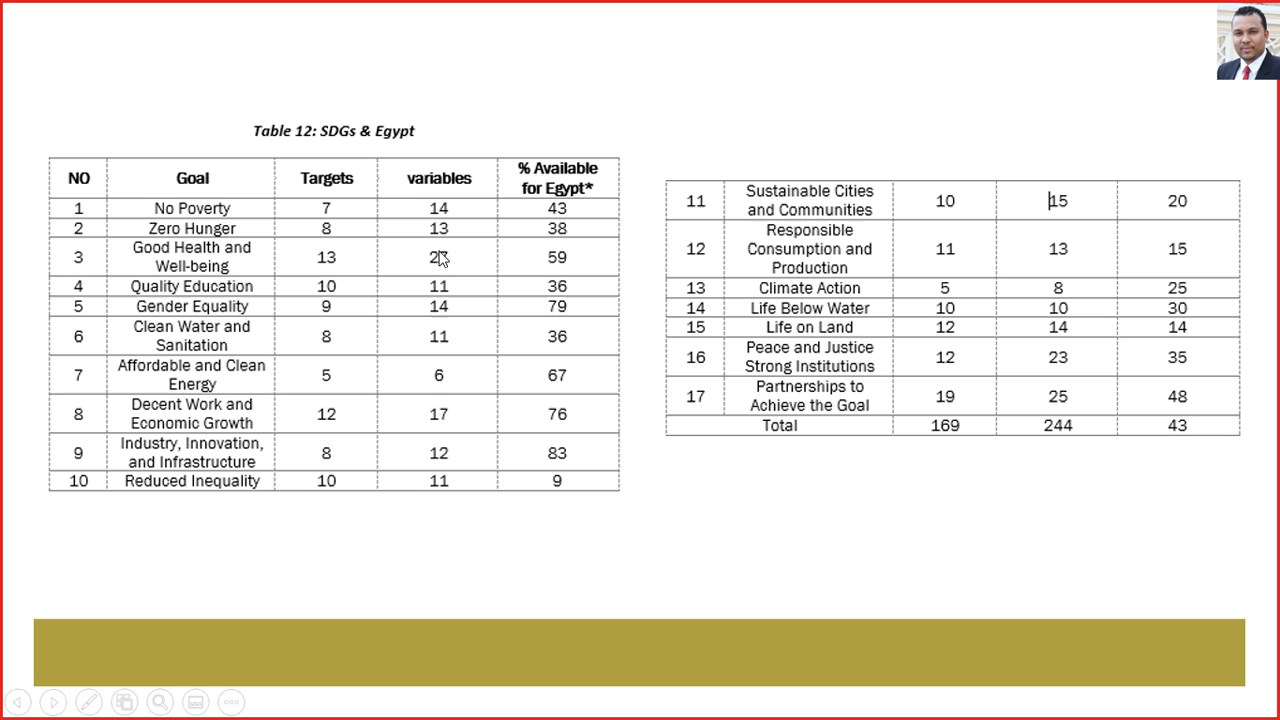 Table 12: SDGs & Egypt
NO Goal Targets variables % Available for Egypt*
1 No Poverty 7 14 43
2 Zero Hunger 8 13 38
3 Good Health and Well-being 13 59
4 Quality Education 10 11 36
5 Gender Equality 9 14 79
6 Clean Water and Sanitation 8 11 36
7 Affordable and Clean Energy 5 6 67
8 Decent Work and Economic Growth 12 17 76
9 Industry, Innovation, and Infrastructure 8 12 83
10 Reduced Inequality 10 11 9
11 Sustainable Cities and Communities 10 15 20
12 Responsible Consumption and Production 11 13 15
13 Climate Action 5 8 25
14 Life Below Water 10 10 30
15 Life on Land 12 14 14
16 Peace and Justice Strong Institutions 12 23 35
17 Partnerships to Achieve the Goal 19 25 48
Total 169 244 43